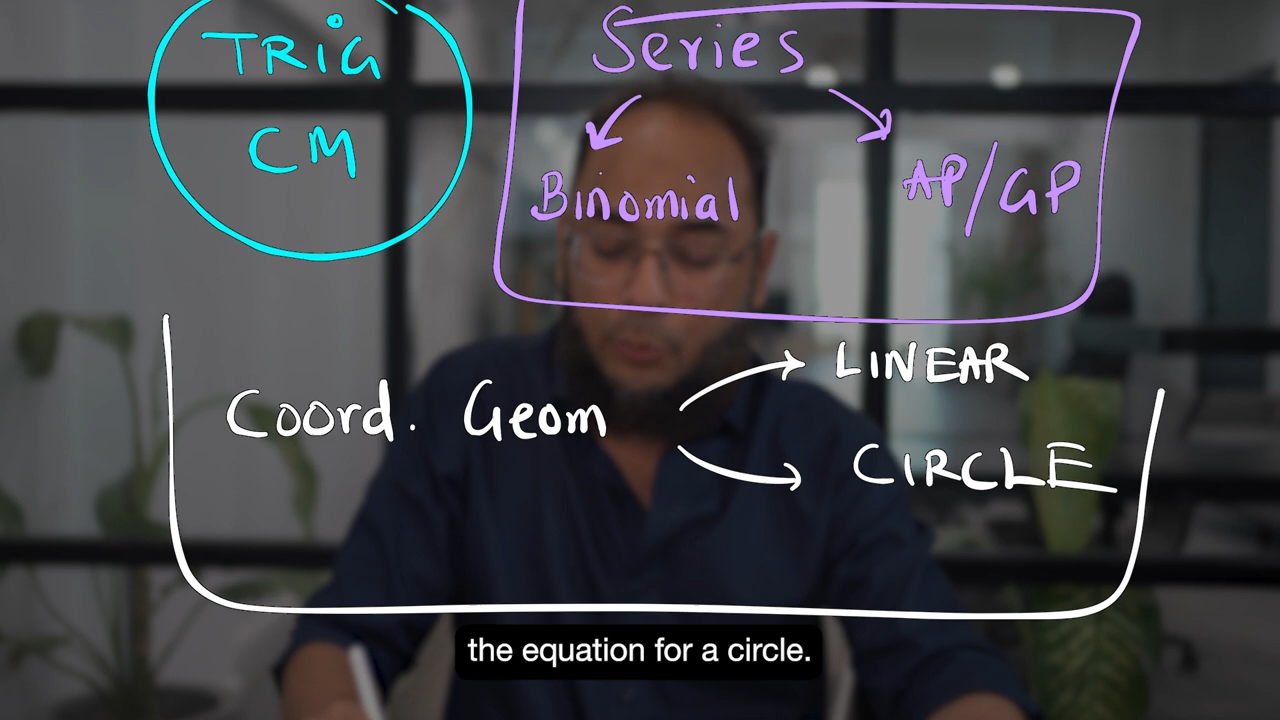 TRIG
CM
Series
Binomial
AP/GP
Coord. Geom
LINEAR
CIRCLE
the equation for a circle.